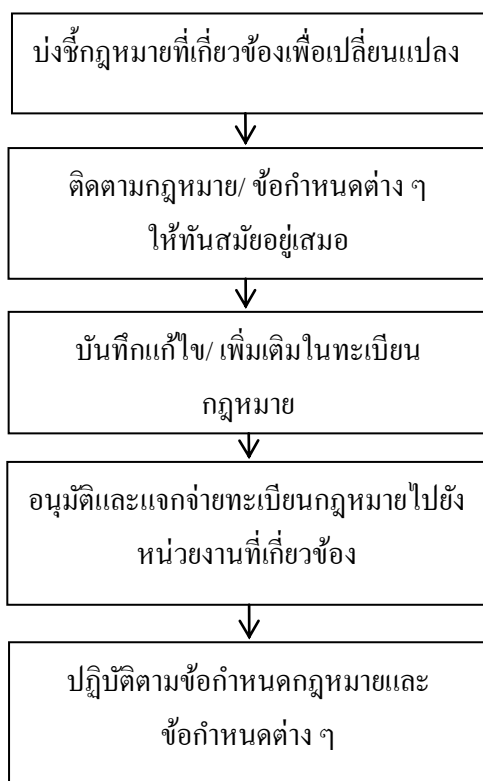 บ่งชี้กฎหมายที่เกี่ยวข้องเพื่อเปลี่ยนแปลง
ติดตามกฎหมาย/ ข้อกำหนดต่าง ๆ
ให้ทันสมัยอยู่เสมอ
บันทึกแก้ไข/ เพิ่มเติมในทะเบียน
กฎหมาย
อนุมัติและแจกจ่ายทะเบียนกฎหมายไปยัง
หน่วยงานที่เกี่ยวข้อง
ปฏิบัติตามข้อกำหนดกฎหมายและ
ข้อกำหนดต่าง ๆ